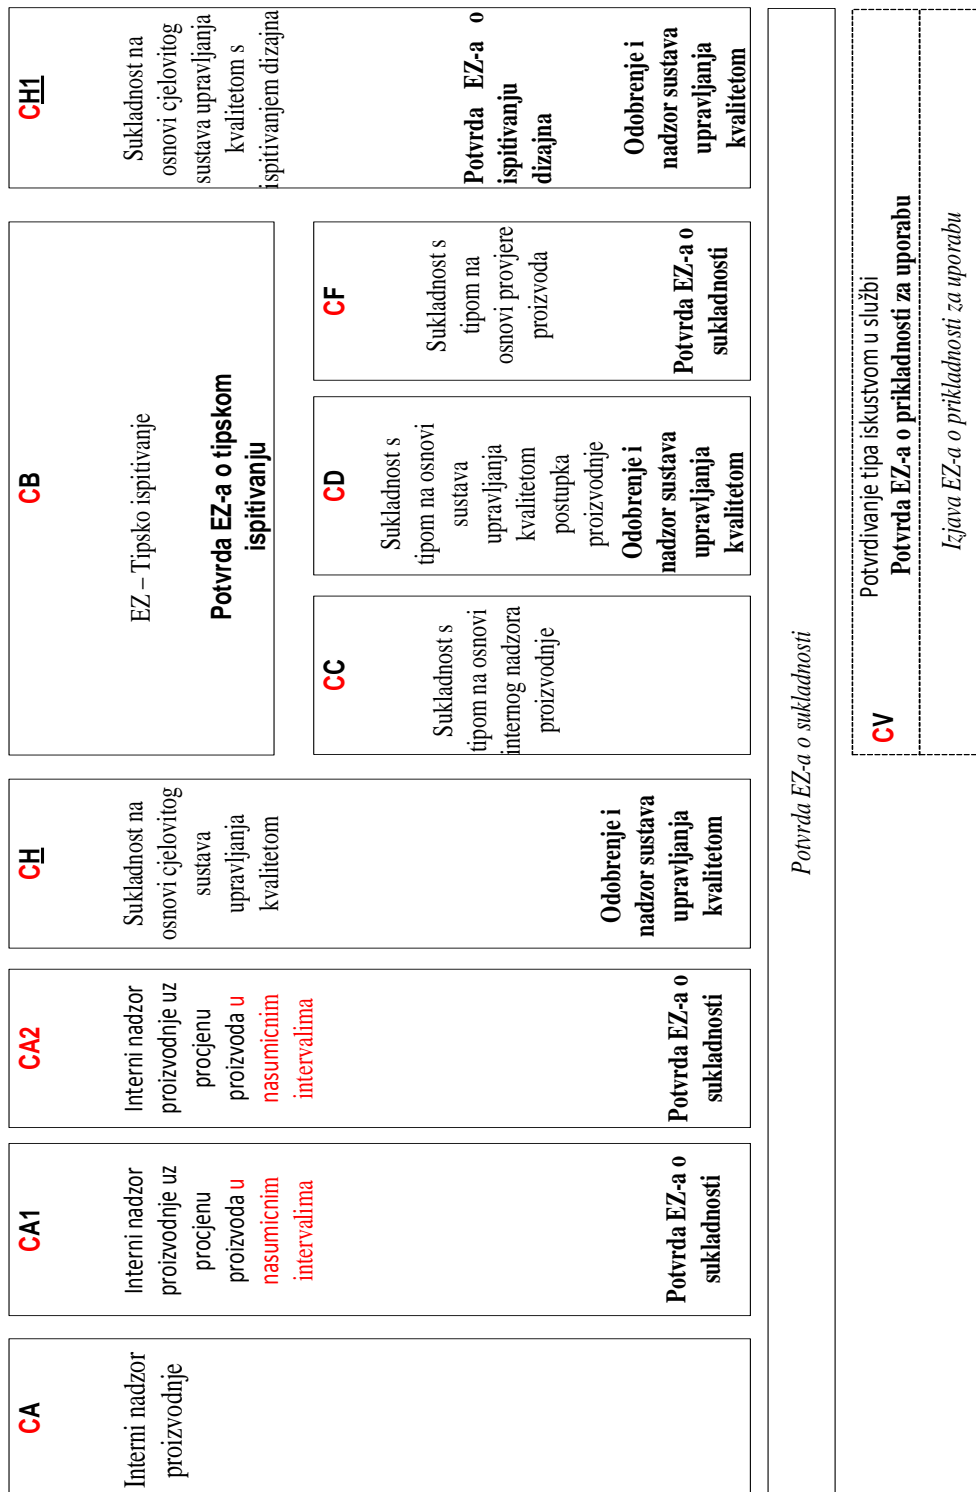 CA
Interni nadzor
proizvodnje
CA1
Interni nadzor
proizvodnje uz
procjenu
proizvoda u
nasumicnim
intervalima
Potvrda EZ-a o
sukladnosti
CA2
Interni nadzor
proizvodnje uz
procjenu
proizvoda u
nasumicnim
intervalima
Potvrda EZ-a o
sukladnosti
CH
Sukladnost na
osnovi cjelovitog
sustava
upravljanja
kvalitetom
Odobrenje i
nadzor sustava
upravljanja
kvalitetom
CB
EZ – Tipsko ispitivanje
Potvrda EZ-a o tipskom
ispitivanju
CC
Sukladnost s
tipom na osnovi
internog nadzora
proizvodnje
CD
Sukladnost s
tipom na osnovi
sustava
upravljanja
kvalitetom
postupka
proizvodnje
Odobrenje i
nadzor sustava
upravljanja
kvalitetom
CF
Sukladnost s
tipom na
osnovi provjere
proizvoda
Potvrda EZ-a o
sukladnosti
CH1
Sukladnost na
osnovi cjelovitog
sustava upravljanja
kvalitetom s
ispitivanjem dizajna
Potvrda EZ-a o
ispitivanju
dizajna
Odobrenje i
nadzor sustava
upravljanja
kvalitetom
Potvrda EZ-a o sukladnosti
CV
Potvrdivanje tipa iskustvom u službi
Potvrda EZ-a o prikladnosti za uporabu
Izjava EZ-a o prikladnosti za uporabu